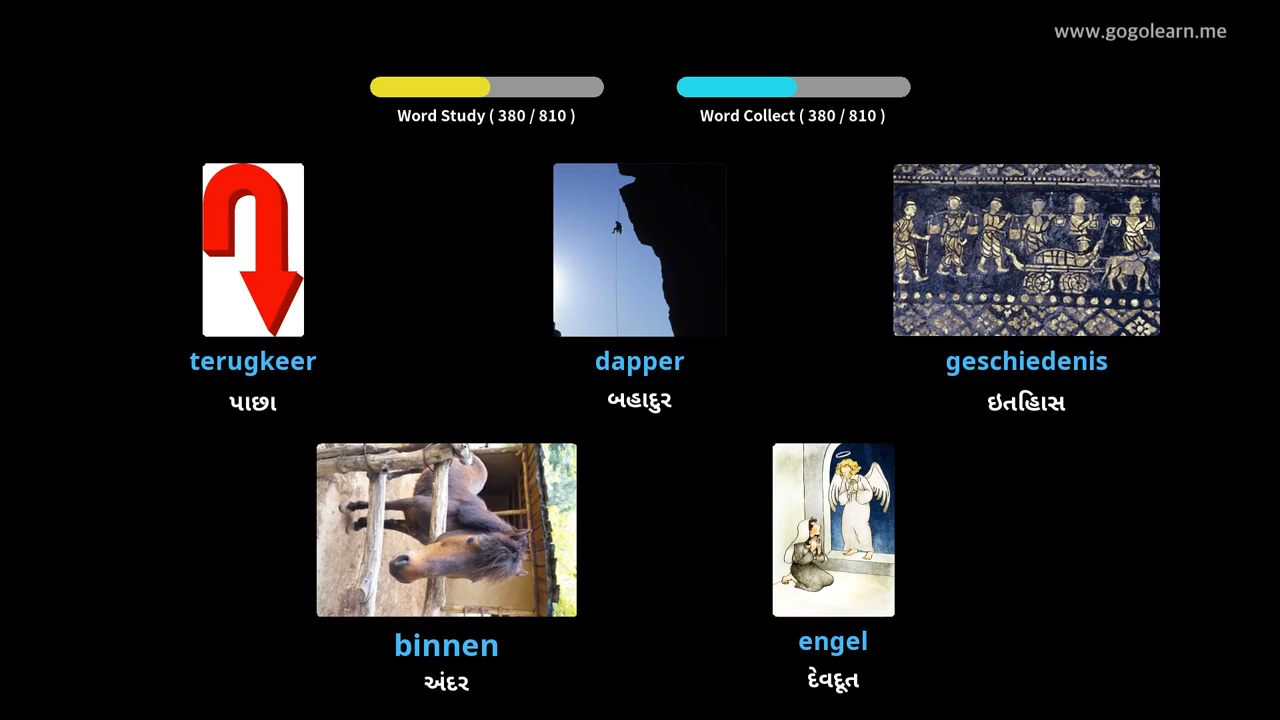 www.gogolearn.me
Word Study ( 380 / 810 )
Word Collect ( 380 / 810 )
terugkeer
dapper
geschiedenis
પાછા
બહાદુર
ઇતિહાસ
binnen
engel
અંદર
દેવદૂત